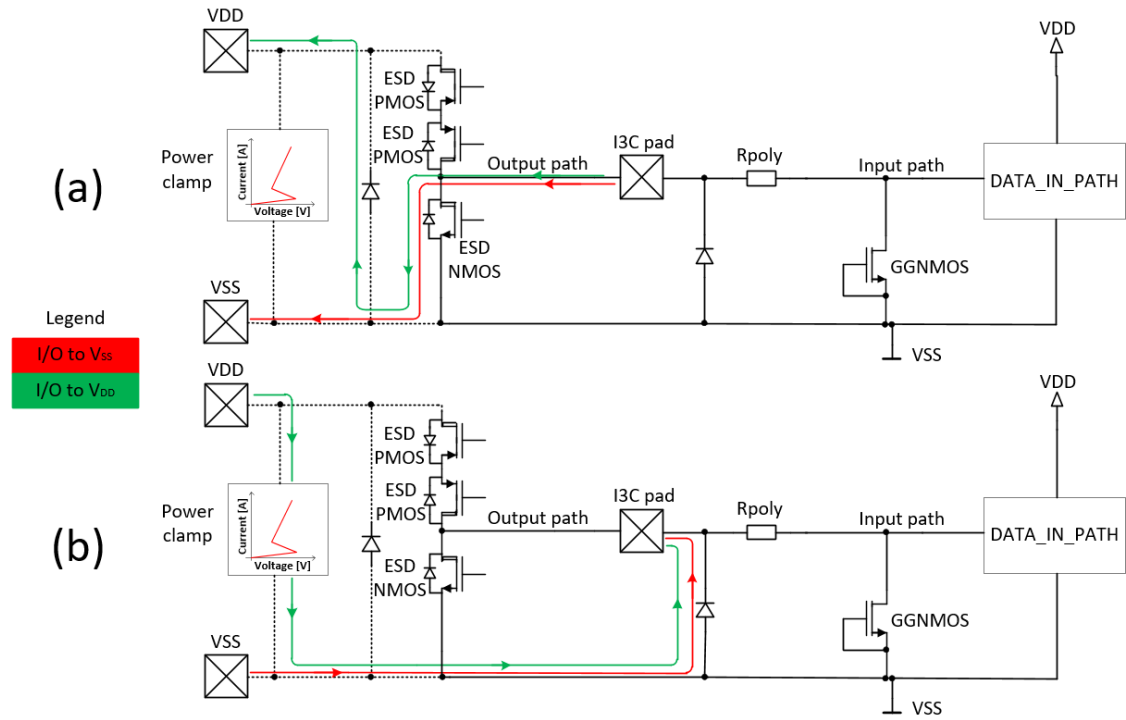 VDD
ESD
PMOS
VDD
ESD
PMOS
Power
clamp
Current [A]
Voltage [V]
(a)
Output path
I3C pad
Rpoly
Input path
DATA_IN_PATH
ESD
NMOS
GGNMOS
VSS
VSS
Legend
I/O to VSS
I/O to VDD
VDD
VDD
ESD
PMOS
ESD
PMOS
Power
clamp
Current [A]
Voltage [V]
(b)
Output path
I3C pad
Rpoly
Input path
DATA_IN_PATH
ESD
NMOS
GGNMOS
VSS
VSS